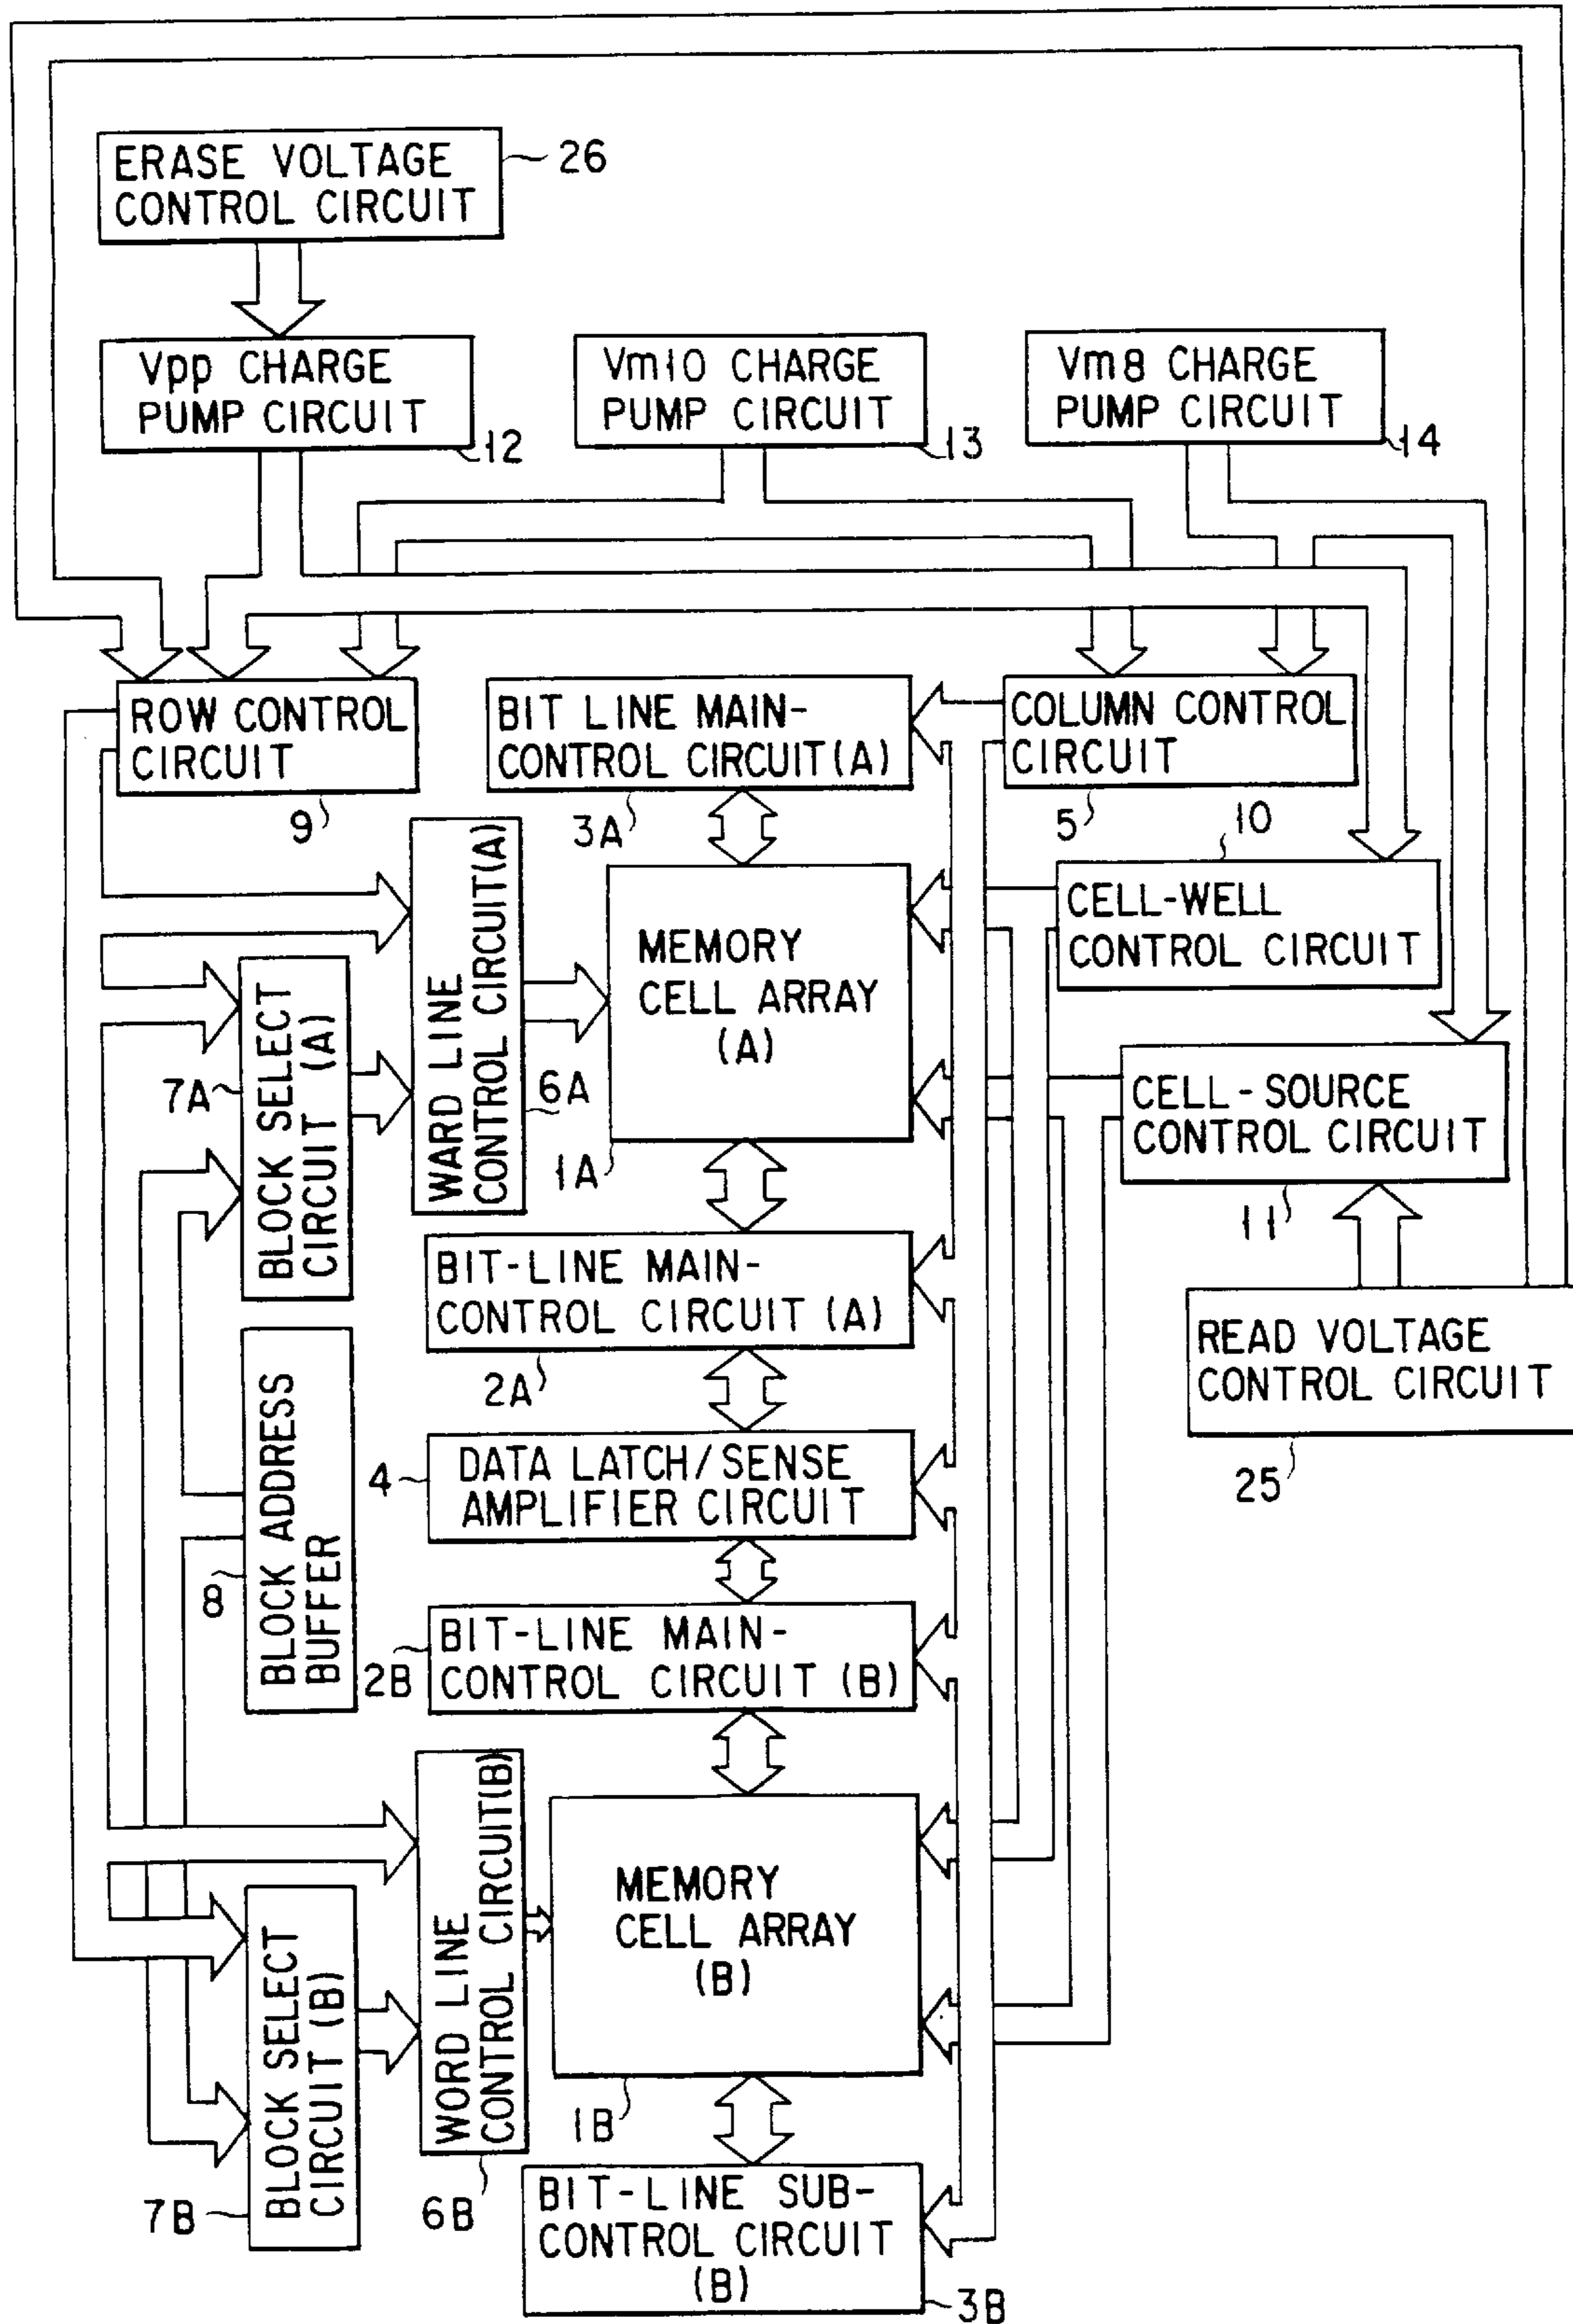 ERASE VOLTAGE
CONTROL CIRCUIT
26
Vpp CHARGE
PUMP CIRCUIT
12
Vm10 CHARGE
PUMP CIRCUIT
13
Vm8 CHARGE
PUMP CIRCUIT
14
ROW CONTROL
CIRCUIT
9
BIT LINE MAIN-
CONTROL CIRCUIT(A)
3A
COLUMN CONTROL
CIRCUIT
5
10
CELL-WELL
CONTROL CIRCUIT
WARD LINE
CONTROL CIRCUIT(A)
6A
MEMORY
CELL ARRAY
(A)
1A
BLOCK SELECT
CIRCUIT (A)
7A
CELL-SOURCE
CONTROL CIRCUIT
11
BIT-LINE MAIN-
CONTROL CIRCUIT (A)
2A
READ VOLTAGE
CONTROL CIRCUIT
25
BLOCK ADDRESS
BUFFER
8
4
DATA LATCH/SENSE
AMPLIFIER CIRCUIT
2B
BIT-LINE MAIN-
CONTROL CIRCUIT (B)
WORD LINE
CONTROL CIRCUIT(B)
6B
MEMORY
CELL ARRAY
(B)
1B
BLOCK SELECT
CIRCUIT (B)
7B
BIT-LINE SUB-
CONTROL CIRCUIT
(B)
3B